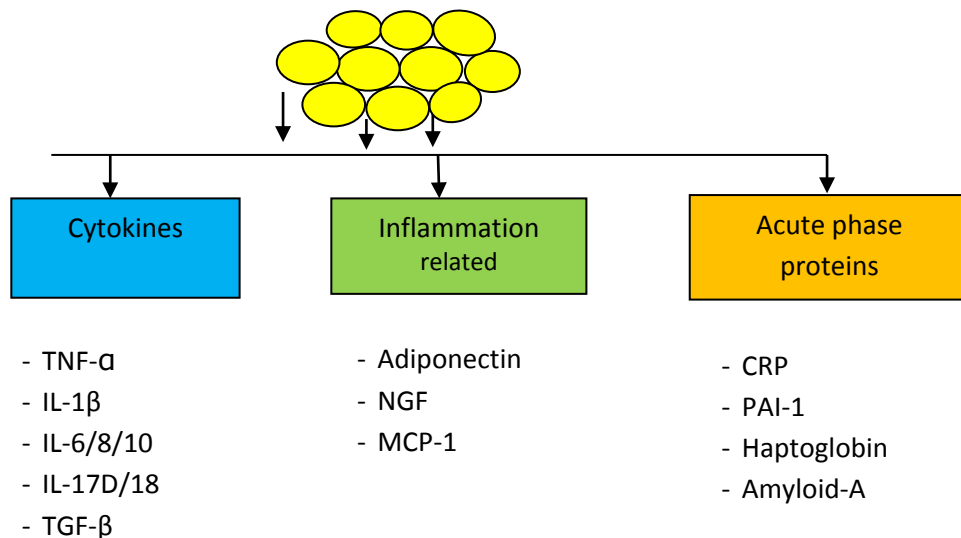 Cytokines
- TNF-α
- IL-1β
- IL-6/8/10
- IL-17D/18
- TGF-β
Inflammation
related
- Adiponectin
- NGF
- MCP-1
Acute phase
proteins
- CRP
- PAI-1
- Haptoglobin
- Amyloid-A